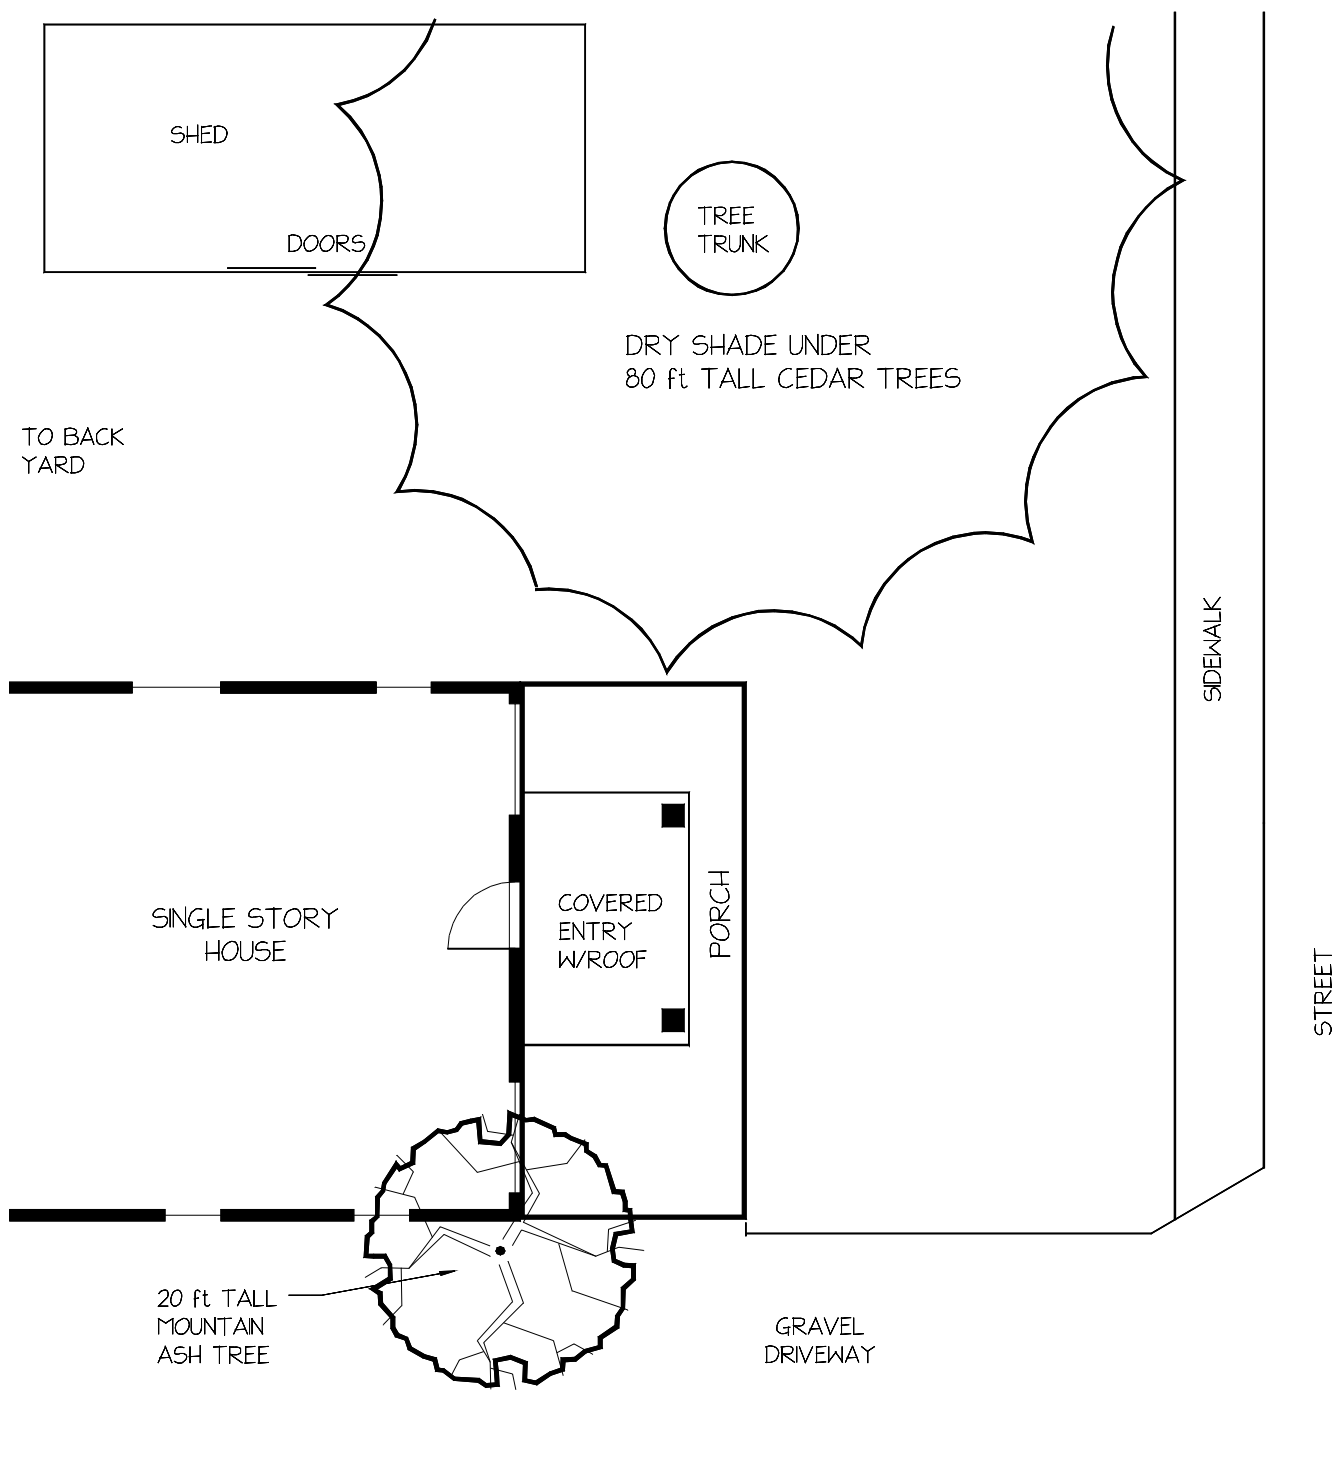 SHED
DOORS
TREE
TRUNK
DRY SHADE UNDER
80 ft TALL CEDAR TREES
TO BACK
YARD
SIDEWALK
SINGLE STORY
HOUSE
COVERED
ENTRY
W/ROOF
PORCH
STREET
20 ft TALL
MOUNTAIN
ASH TREE
GRAVEL
DRIVEWAY